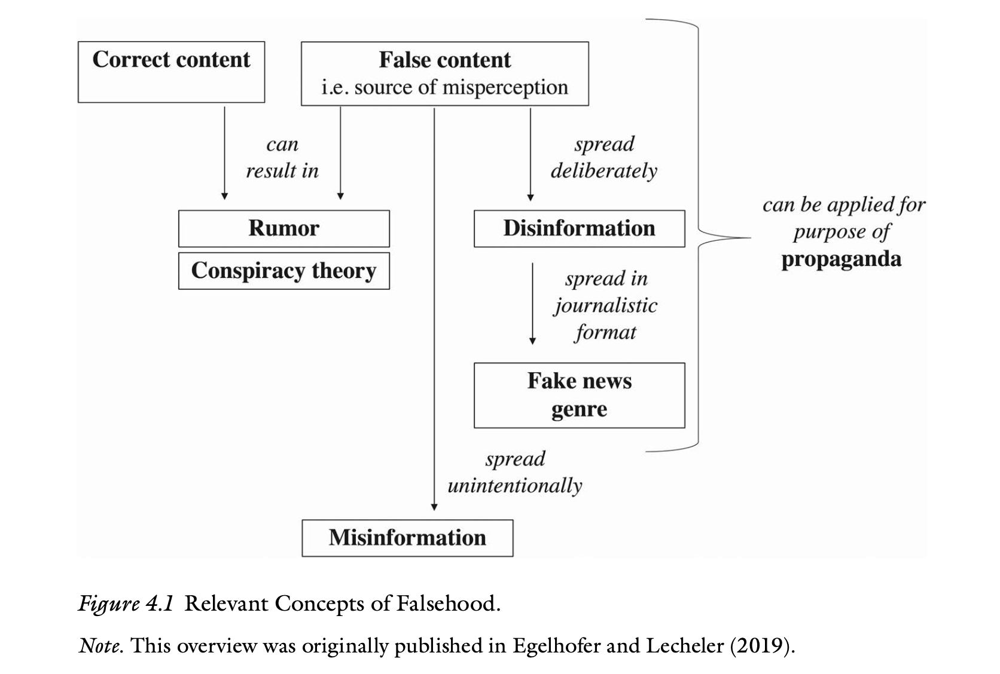 Correct content
False content
i.e. source of misperception
can
result in
spread
deliberately
Rumor
Conspiracy theory
Disinformation
can be applied for
purpose of
propaganda
spread in
journalistic
format
Fake news
genre
spread
unintentionally
Misinformation
Figure 4.1 Relevant Concepts of Falsehood.
Note. This overview was originally published in Egelhofer and Lecheler (2019).